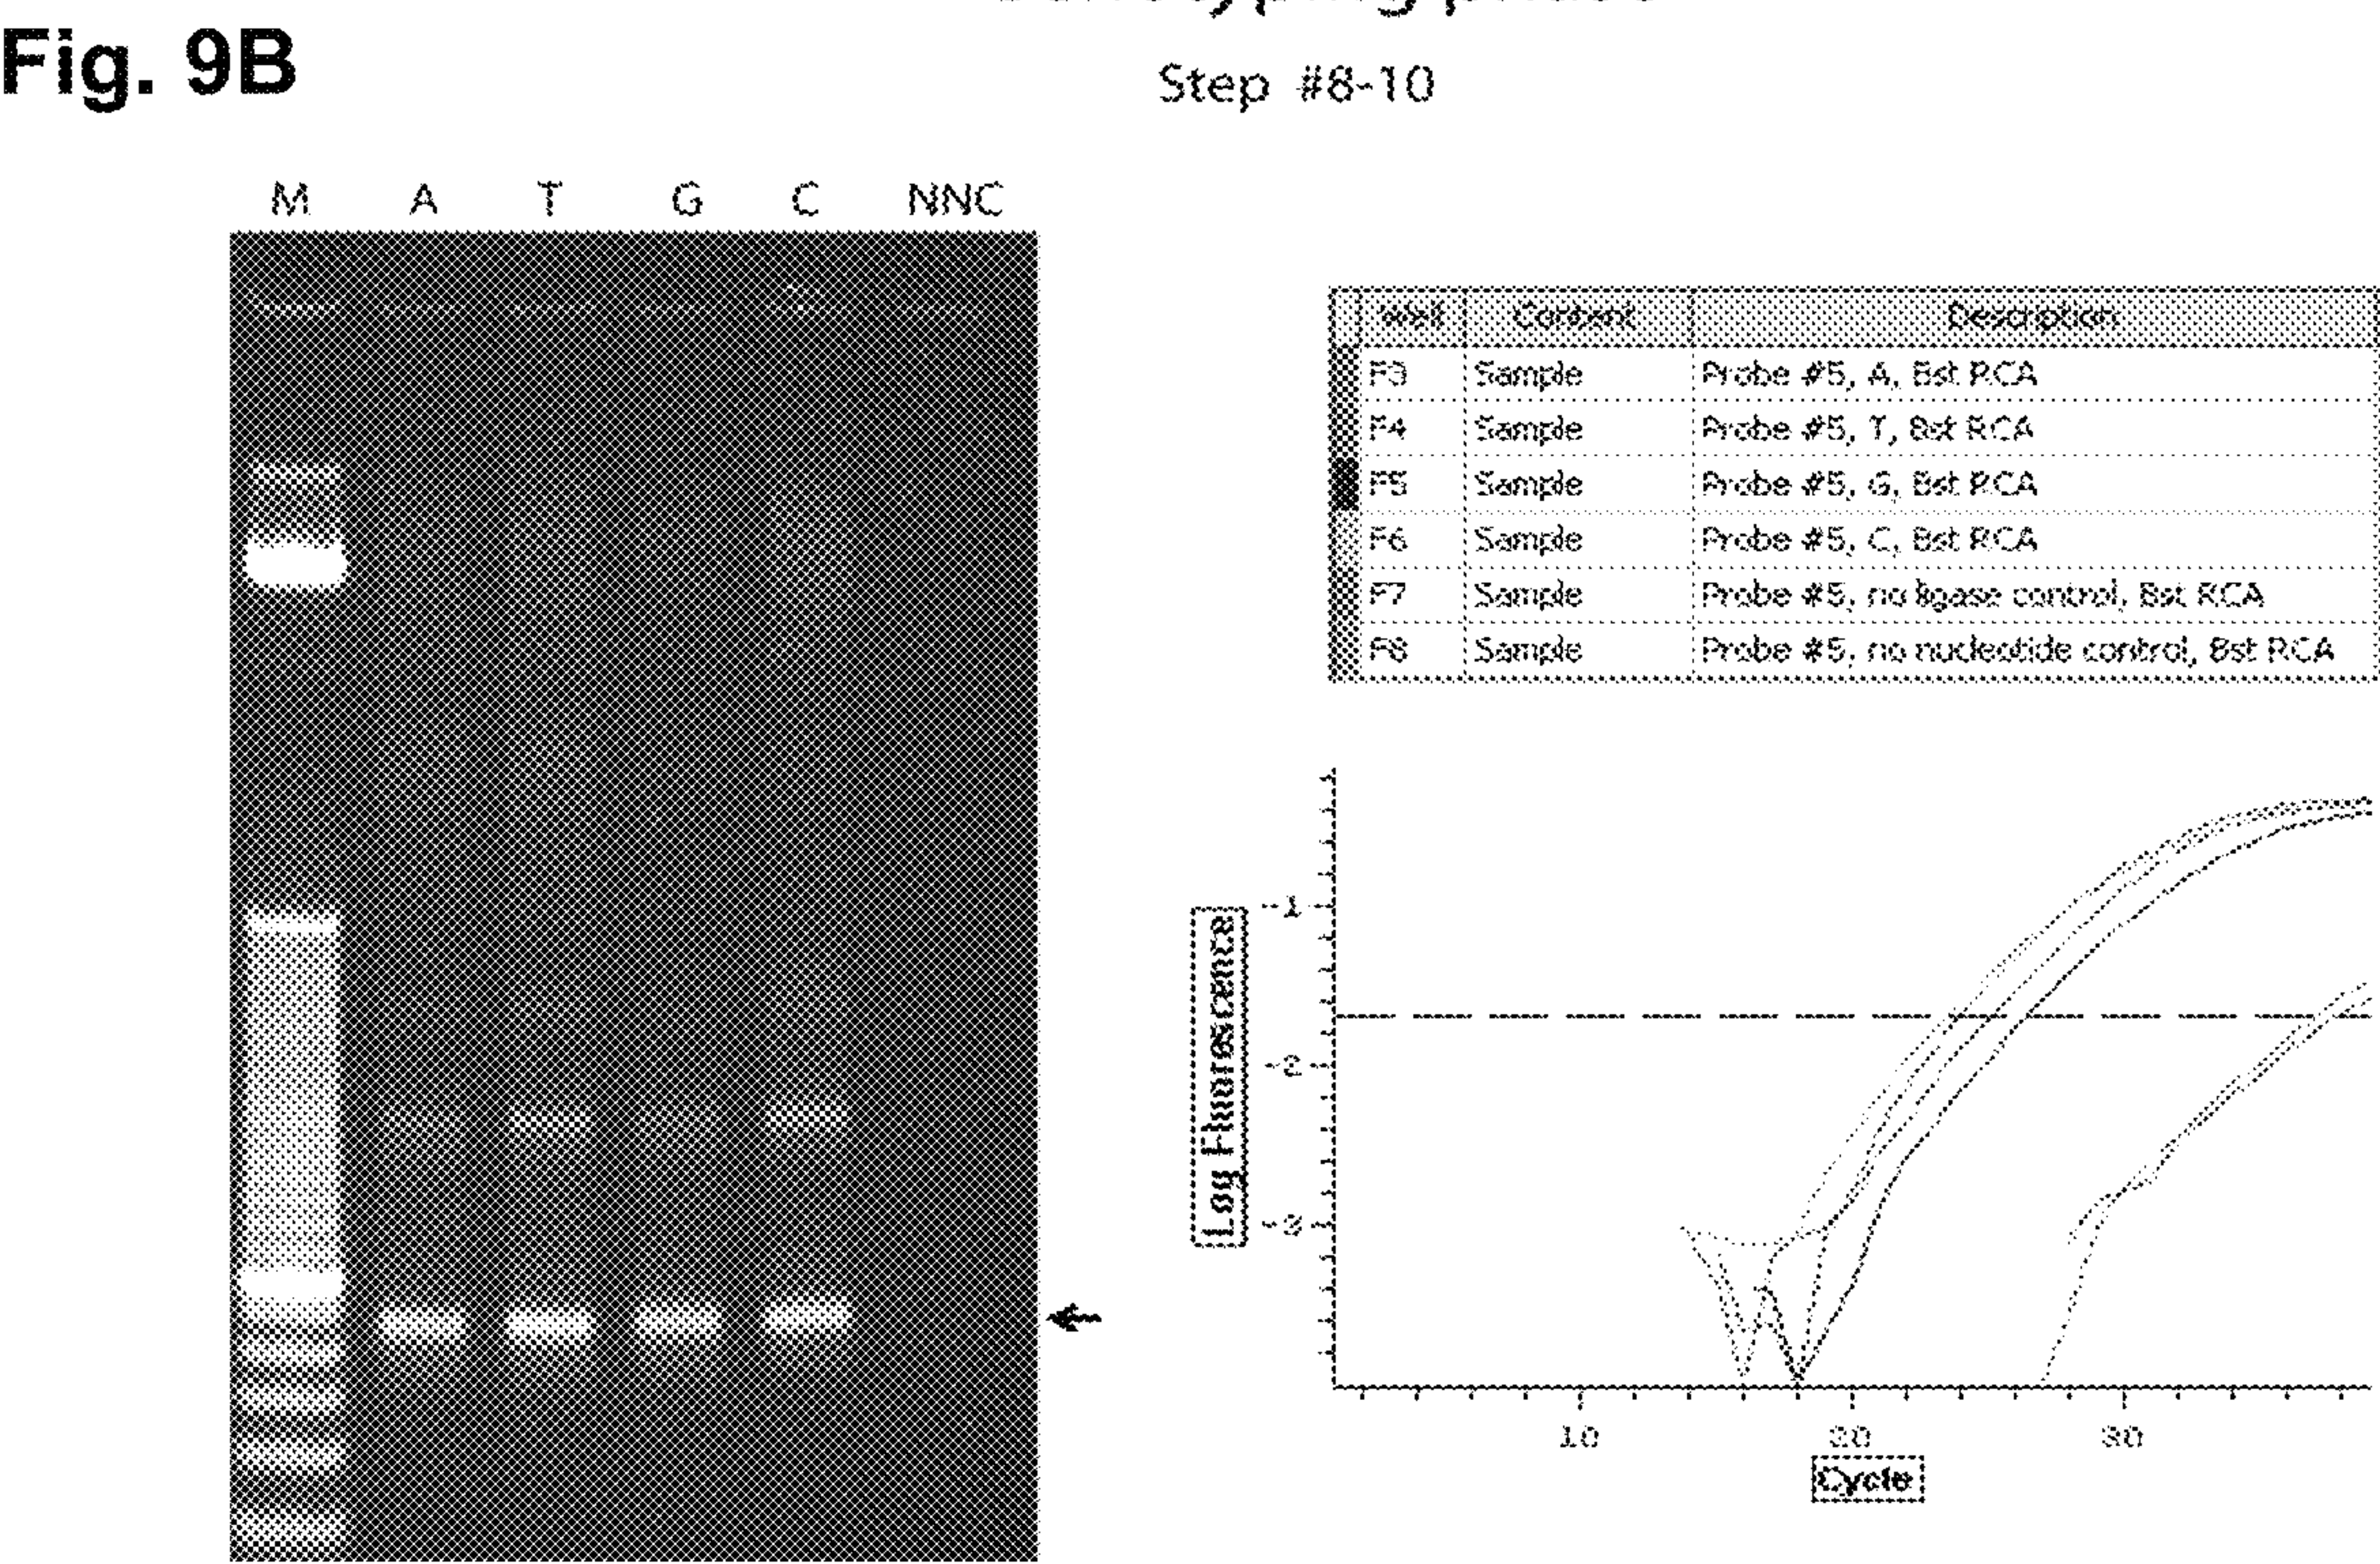 Fig. 9B
Step #8-10
M A T G C NNC
Well Content Description
F3 Sample Probe #5, A, Bst RCA
F4 Sample Probe #5, T, Bst RCA
F5 Sample Probe #5, G, Bst RCA
F6 Sample Probe #5, C, Bst RCA
F7 Sample Probe #5, no ligase control, Bst RCA
F8 Sample Probe #5, no nucleotide control, Bst RCA
-1
-2
-3
Log Fluorescence
10 20 30
Cycle